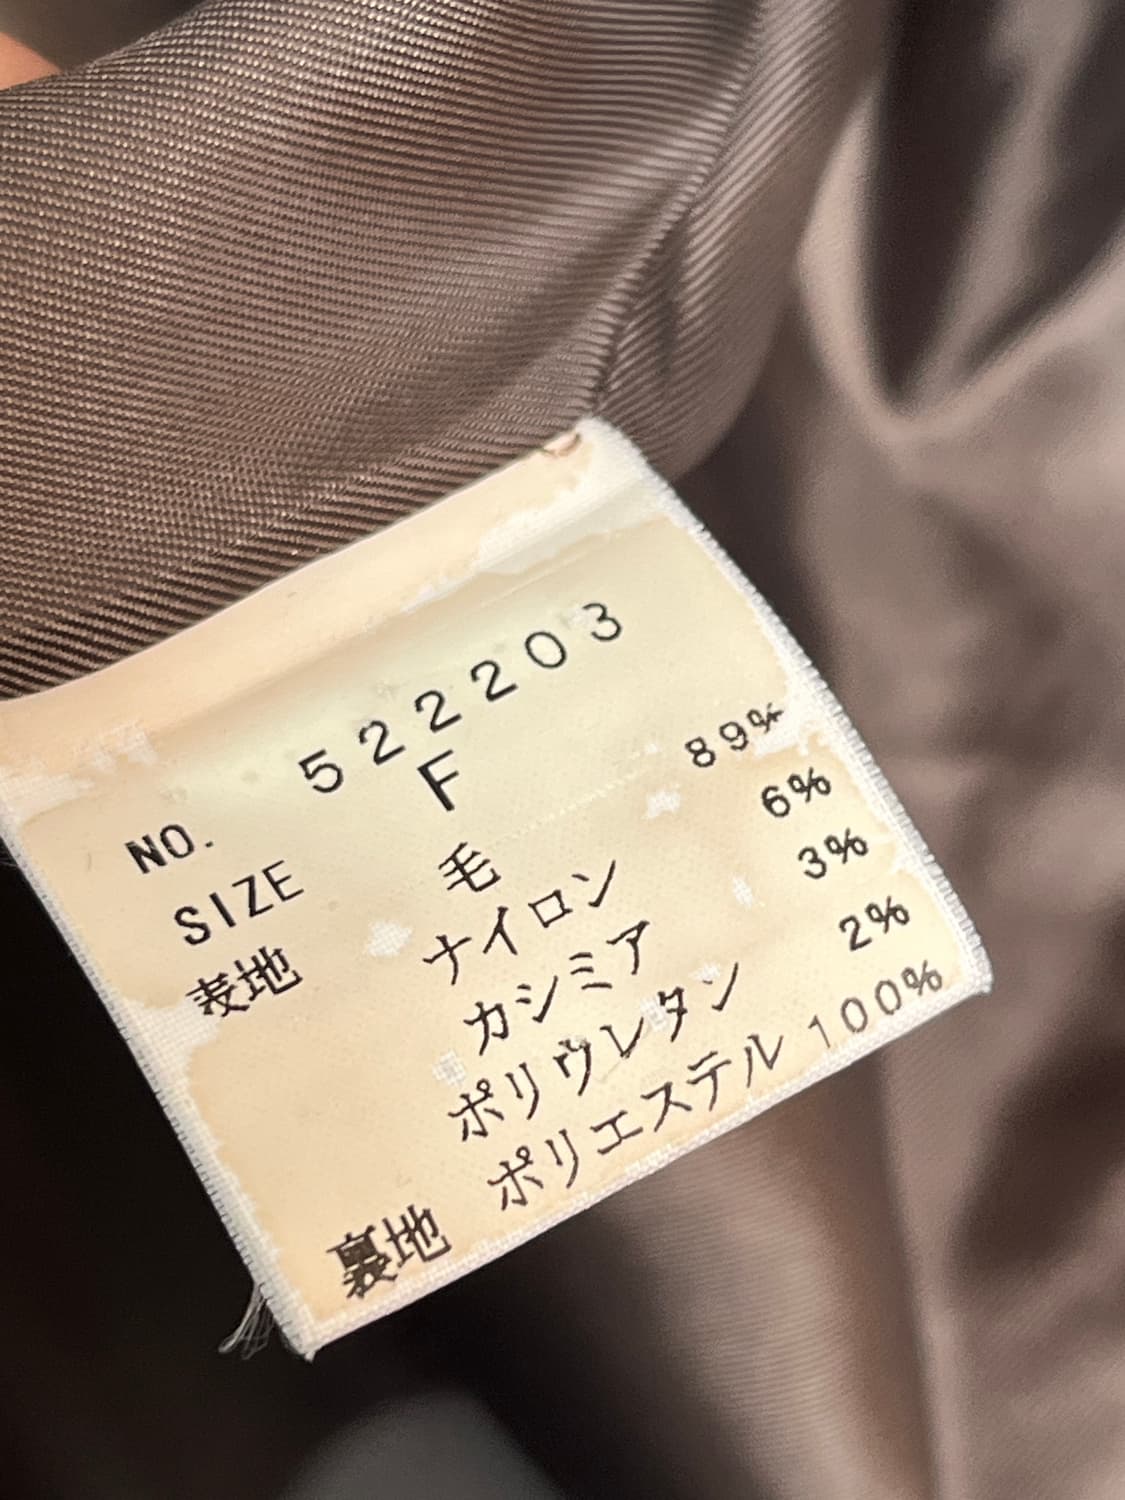 NO. 522203
SIZE F
表地 毛 89%
ナイロン 6%
カシミア 3%
ポリウレタン 2%
裏地 ポリエステル 100%